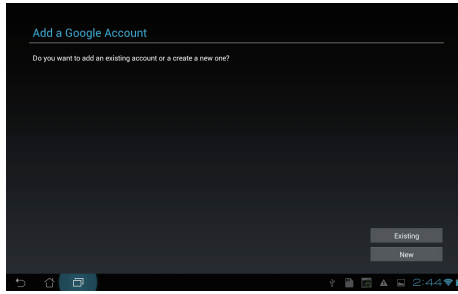 Add a Google Account
Do you want to add an existing account or a create a new one?
Existing
New
2:44